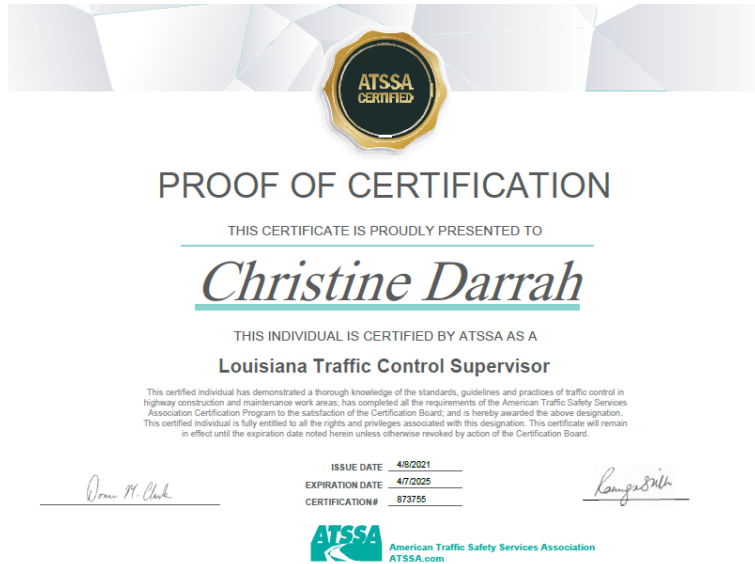 ATSSA
CERTIFIED
PROOF OF CERTIFICATION
THIS CERTIFICATE IS PROUDLY PRESENTED TO
Christine Darrah
THIS INDIVIDUAL IS CERTIFIED BY ATSSA AS A
Louisiana Traffic Control Supervisor
This certified individual has demonstrated a thorough knowledge of the standards, guidelines and practices of traffic control in
highway construction and maintenance work areas; has completed all the requirements of the American Traffic Safety Services
Association Certification Program to the satisfaction of the Certification Board; and is hereby awarded the above designation.
This certified individual is fully entitled to all the rights and privileges associated with this designation. This certificate will remain
in effect until the expiration date noted herein unless otherwise revoked by action of the Certification Board.
ISSUE DATE 4/8/2021
EXPIRATION DATE 4/7/2025
CERTIFICATION# 873755
Donna M. Clark
ATSSA
American Traffic Safety Services Association
ATSSA.com